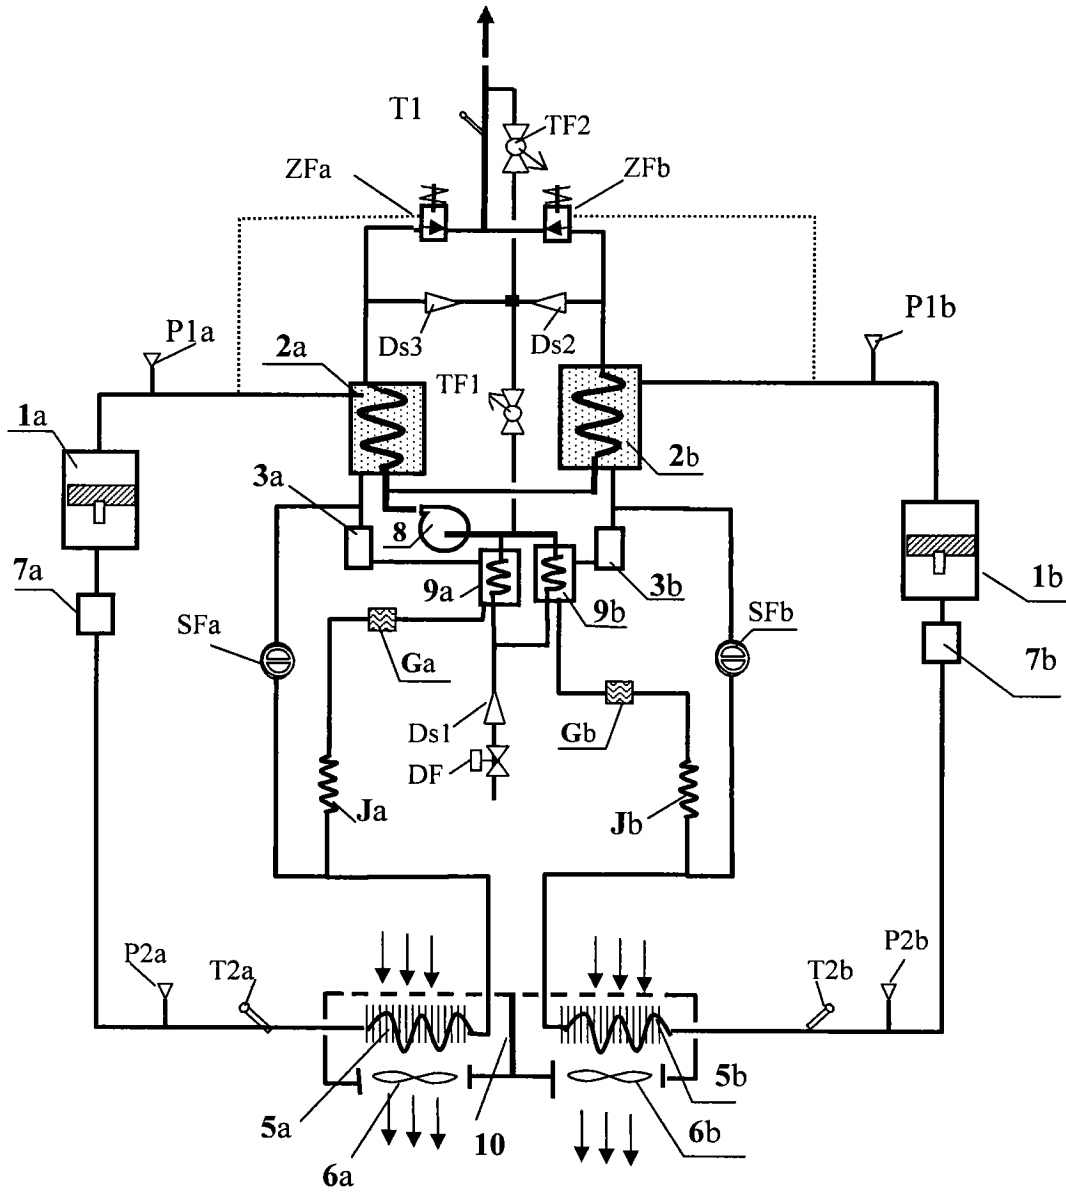 T1
TF2
ZFa
ZFb
P1a
P1b
Ds3
Ds2
2a
TF1
1a
2b
3a
8
7a
9a
3b
1b
9b
SFa
SFb
Ga
7b
Ds1
Gb
DF
Ja
Jb
P2a
T2a
T2b
P2b
5b
5a
10
6b
6a